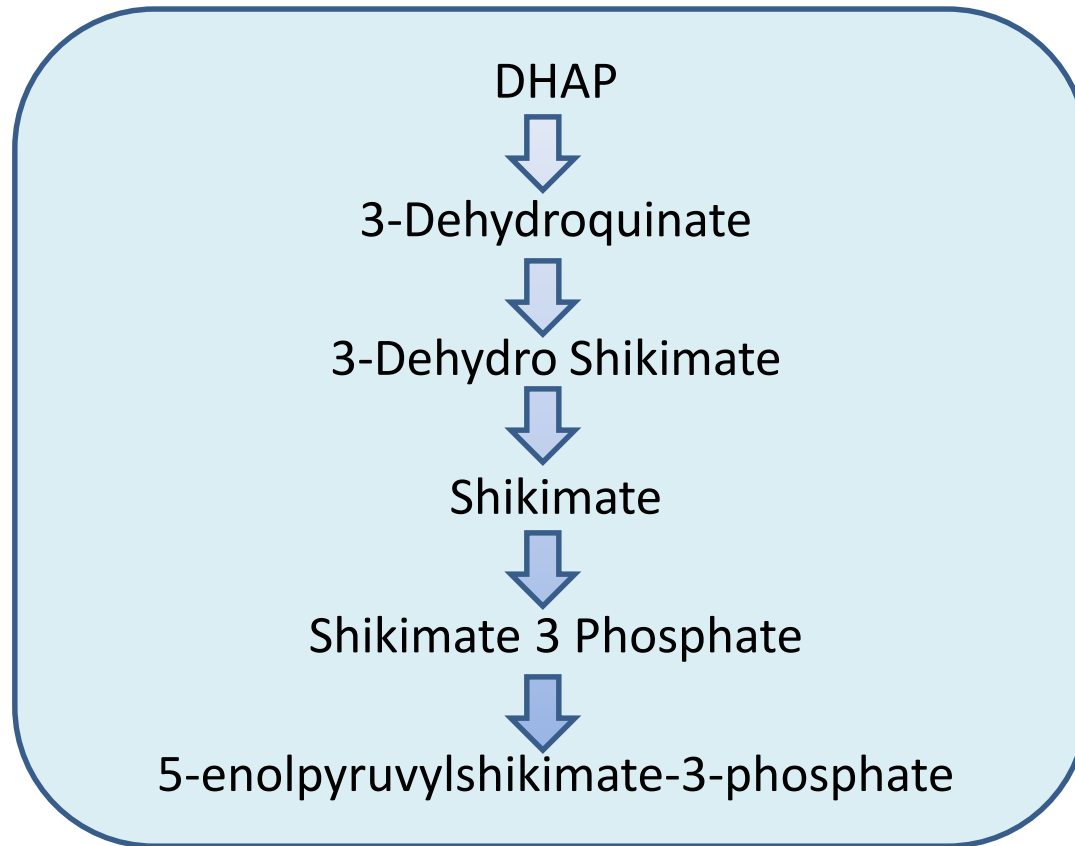 DHAP
3-Dehydroquinate
3-Dehydro Shikimate
Shikimate
Shikimate 3 Phosphate
5-enolpyruvylshikimate-3-phosphate